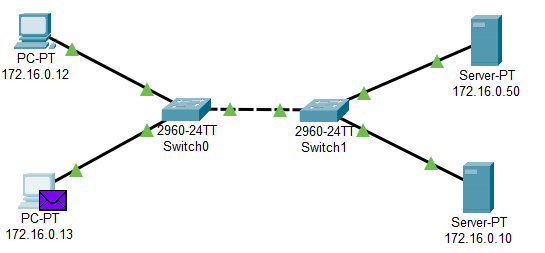 PC-PT
172.16.0.12
PC-PT
172.16.0.13
2960-24TT
Switch0
2960-24TT
Switch1
Server-PT
172.16.0.50
Server-PT
172.16.0.10